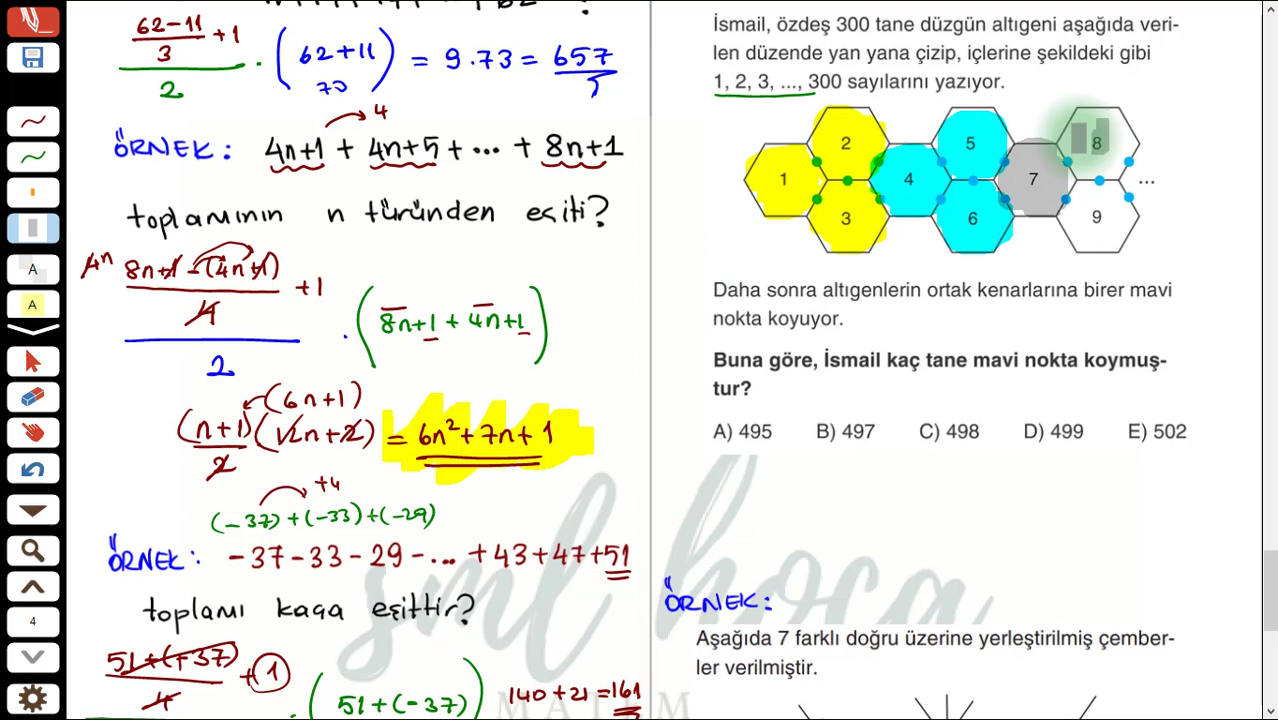 62-11
3
+1
2
· (62+11)
73
= 9.73 = 657
4
ÖRNEK: 4n+1 + 4n+5 + ... + 8n+1
toplamının n türünden eşiti?
4n
8n+1 - (4n+1)
4
+1
2
· (8n+1 + 4n+1)
(6n+1)
(n+1)(12n+2)
2
= 6n²+7n+1
+4
(-37)+(-33)+(-29)
ÖRNEK: -37-33-29-... +43+47+51
toplamı kaça eşittir?
51+(+37)
4
+ 1
(51+(-37)
140+21=161
A
A
4
sml hoca
MATEM
İsmail, özdeş 300 tane düzgün altıgeni aşağıda veri-
len düzende yan yana çizip, içlerine şekildeki gibi
1, 2, 3, ..., 300 sayılarını yazıyor.
2 5 8
1 4 7 ...
3 6 9
Daha sonra altıgenlerin ortak kenarlarına birer mavi
nokta koyuyor.
Buna göre, İsmail kaç tane mavi nokta koymuş-
tur?
A) 495 B) 497 C) 498 D) 499 E) 502
ÖRNEK:
Aşağıda 7 farklı doğru üzerine yerleştirilmiş çember-
ler verilmiştir.